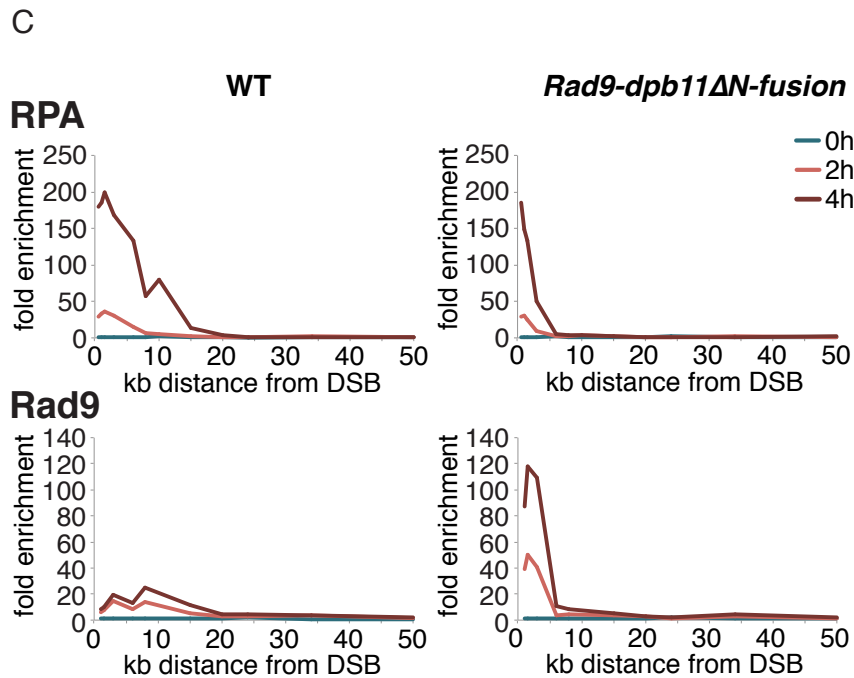 C
WT
Rad9-dpb11ΔN-fusion
RPA
0h
2h
4h
fold enrichment
250
200
150
100
50
0
0 10 20 30 40 50
kb distance from DSB
fold enrichment
250
200
150
100
50
0
0 10 20 30 40 50
kb distance from DSB
Rad9
fold enrichment
140
120
100
80
60
40
20
0
0 10 20 30 40 50
kb distance from DSB
fold enrichment
140
120
100
80
60
40
20
0
0 10 20 30 40 50
kb distance from DSB